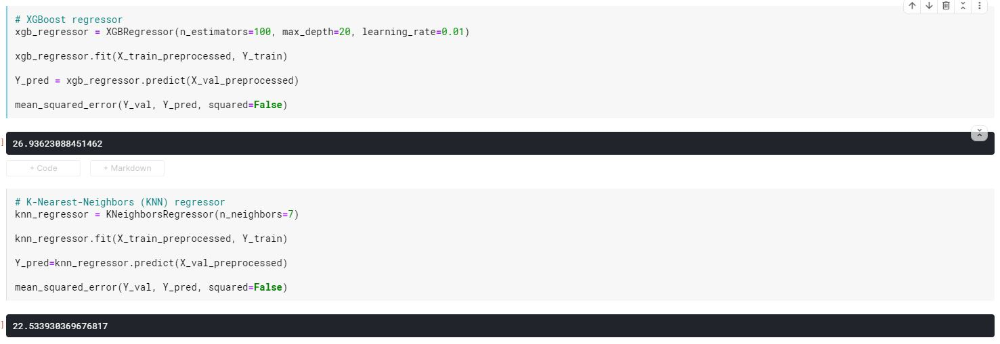 # XGBoost regressor
xgb_regressor = XGBRegressor(n_estimators=100, max_depth=20, learning_rate=0.01)
xgb_regressor.fit(X_train_preprocessed, Y_train)
Y_pred = xgb_regressor.predict(X_val_preprocessed)
mean_squared_error(Y_val, Y_pred, squared=False)
]
26.93623088451462
+ Code
+ Markdown
# K-Nearest-Neighbors (KNN) regressor
knn_regressor = KNeighborsRegressor(n_neighbors=7)
knn_regressor.fit(X_train_preprocessed, Y_train)
Y_pred=knn_regressor.predict(X_val_preprocessed)
mean_squared_error(Y_val, Y_pred, squared=False)
]
22.533930369676817